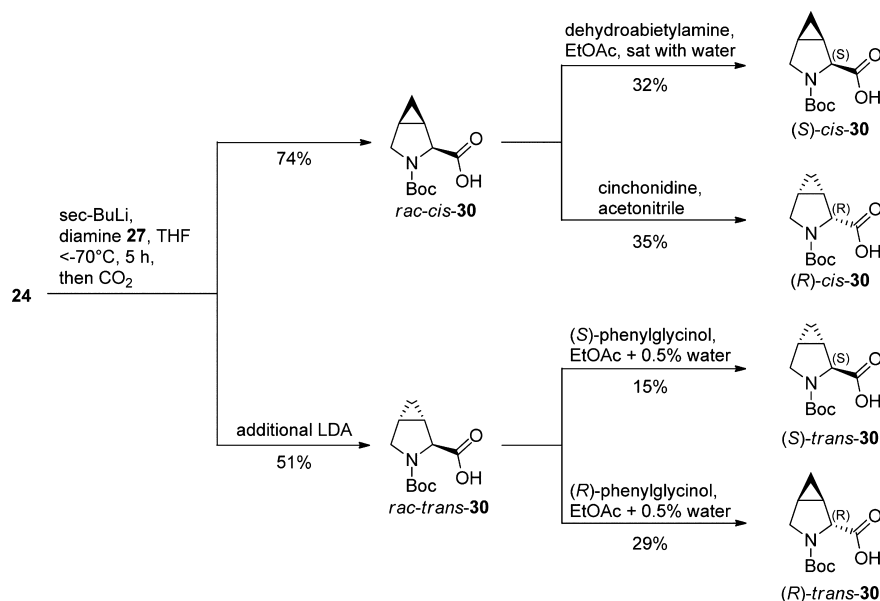 24
sec-BuLi,
diamine 27, THF
<-70°C, 5 h,
then CO2
74%
N
Boc
O
OH
rac-cis-30
dehydroabietylamine,
EtOAc, sat with water
32%
(S)
N
Boc
O
OH
(S)-cis-30
cinchonidine,
acetonitrile
35%
(R)
N
Boc
O
OH
(R)-cis-30
additional LDA
51%
N
Boc
O
OH
rac-trans-30
(S)-phenylglycinol,
EtOAc + 0.5% water
15%
(S)
N
Boc
O
OH
(S)-trans-30
(R)-phenylglycinol,
EtOAc + 0.5% water
29%
(R)
N
Boc
O
OH
(R)-trans-30